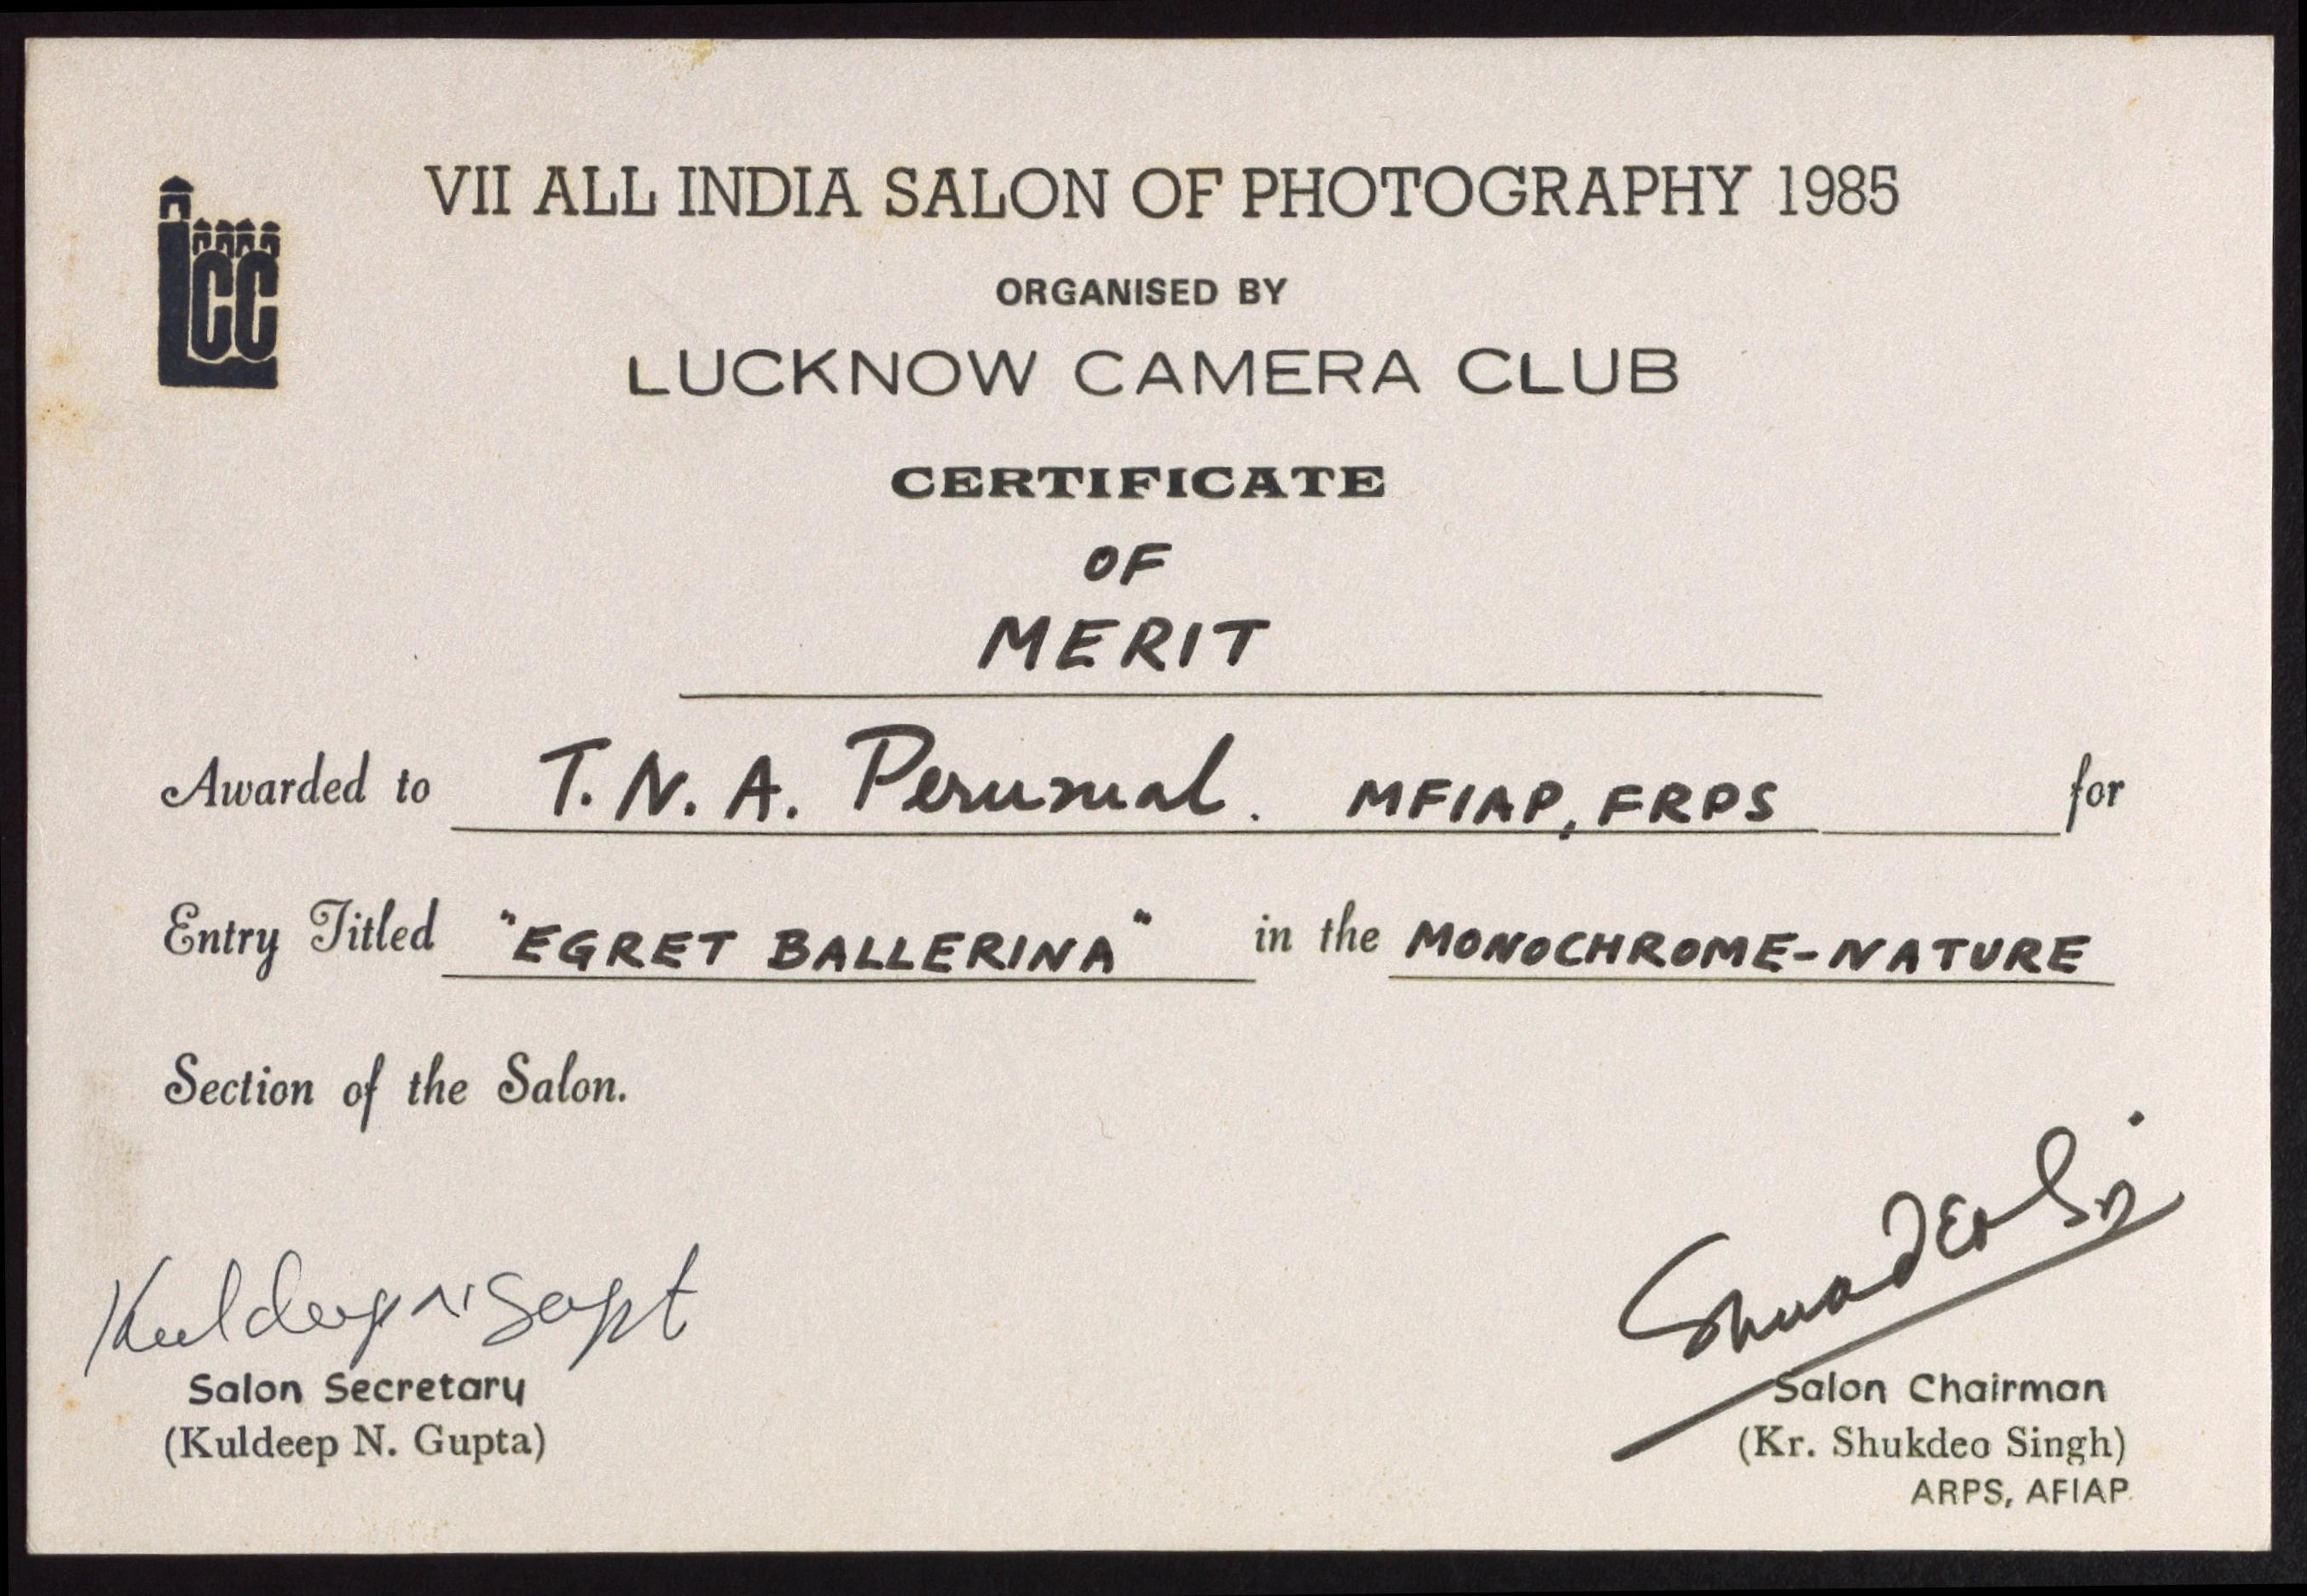 VII ALL INDIA SALON OF PHOTOGRAPHY 1985
LCC
ORGANISED BY
LUCKNOW CAMERA CLUB
CERTIFICATE
OF
MERIT
Awarded to T. N. A. Perumal. MFIAP, FRPS for
Entry Titled "EGRET BALLERINA" in the MONOCHROME-NATURE
Section of the Salon.
Salon Secretary
(Kuldeep N. Gupta)
Salon Chairman
(Kr. Shukdeo Singh)
ARPS, AFIAP